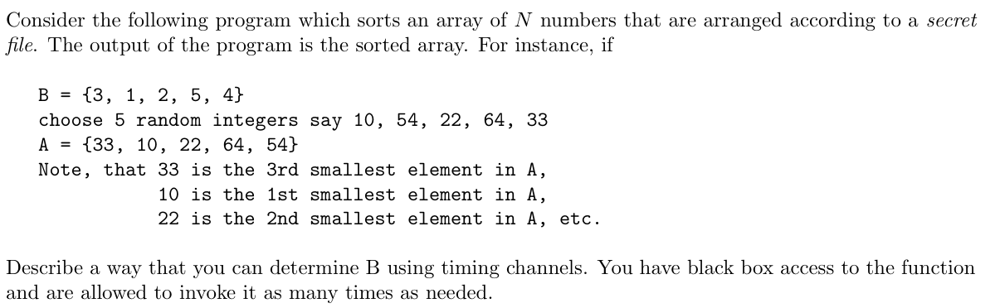 Consider the following program which sorts an array of N numbers that are arranged according to a secret
file. The output of the program is the sorted array. For instance, if
B = {3, 1, 2, 5, 4}
choose 5 random integers say 10, 54, 22, 64, 33
A = {33, 10, 22, 64, 54}
Note, that 33 is the 3rd smallest element in A,
10 is the 1st smallest element in A,
22 is the 2nd smallest element in A, etc.
Describe a way that you can determine B using timing channels. You have black box access to the function
and are allowed to invoke it as many times as needed.